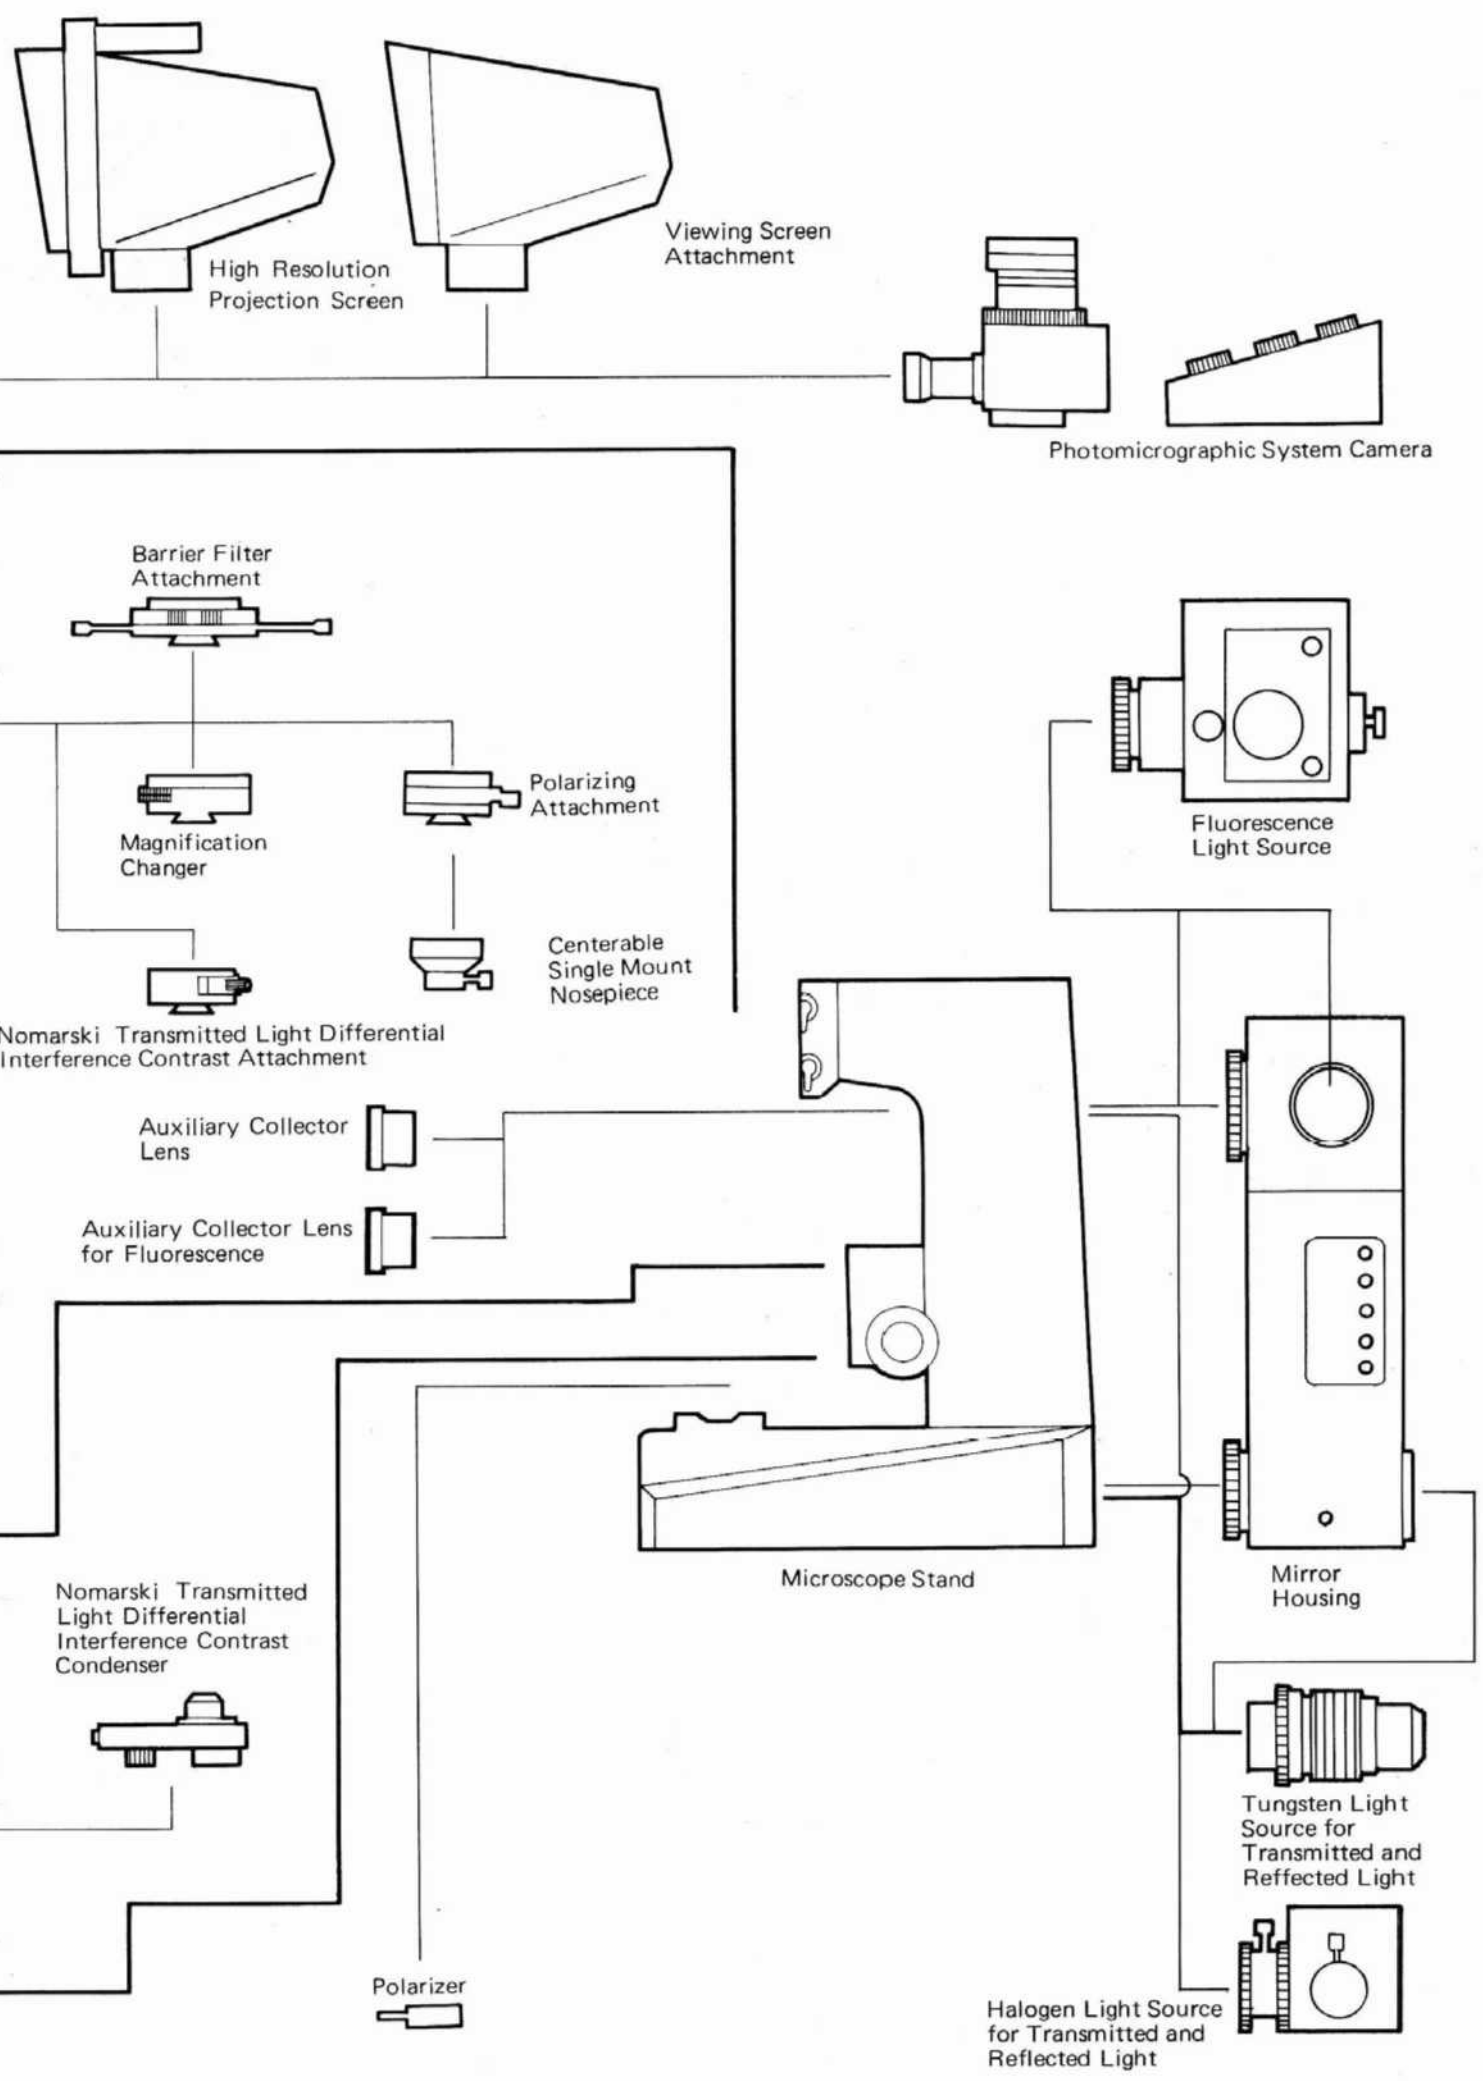 High Resolution
Projection Screen
Viewing Screen
Attachment
Photomicrographic System Camera
Barrier Filter
Attachment
Magnification
Changer
Polarizing
Attachment
Fluorescence
Light Source
Centerable
Single Mount
Nosepiece
Nomarski Transmitted Light Differential
Interference Contrast Attachment
Auxiliary Collector
Lens
Auxiliary Collector Lens
for Fluorescence
Microscope Stand
Mirror
Housing
Nomarski Transmitted
Light Differential
Interference Contrast
Condenser
Tungsten Light
Source for
Transmitted and
Reffected Light
Polarizer
Halogen Light Source
for Transmitted and
Reflected Light